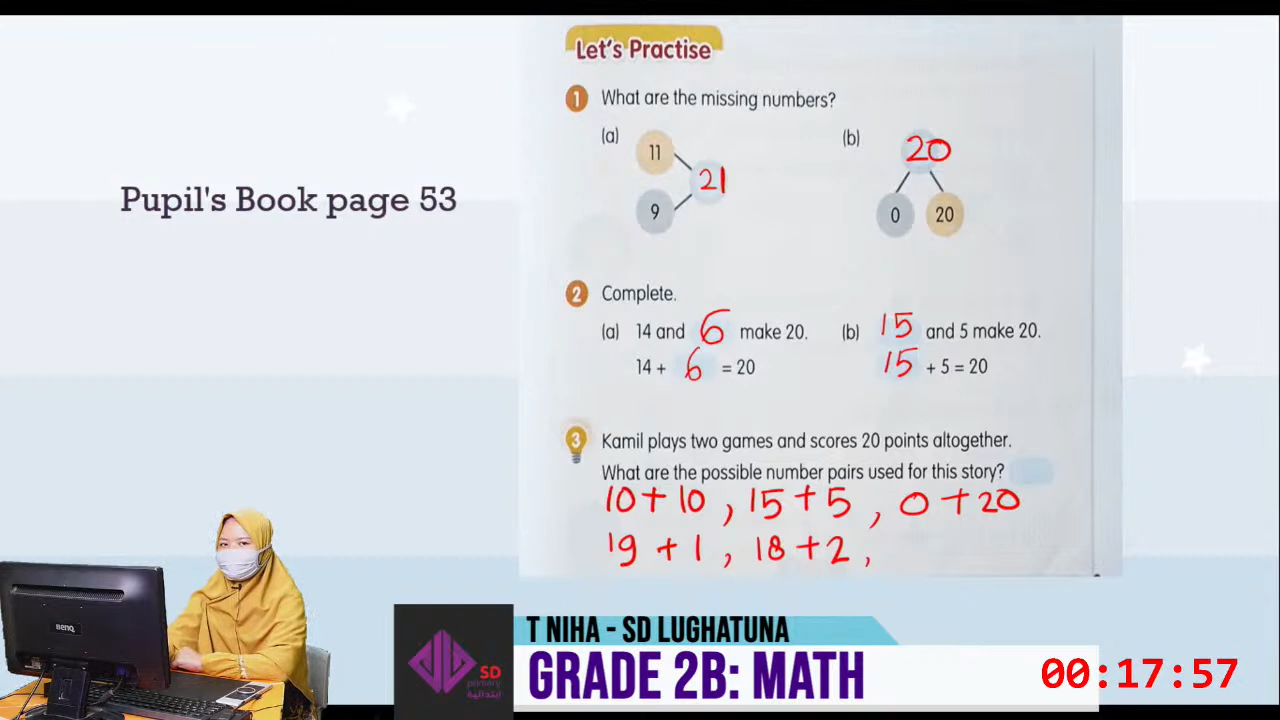 Let's Practise
1 What are the missing numbers?
(a) 11 9 21
(b) 20 0 20
Pupil's Book page 53
2 Complete.
(a) 14 and 6 make 20.
14 + 6 = 20
(b) 15 and 5 make 20.
15 + 5 = 20
3 Kamil plays two games and scores 20 points altogether.
What are the possible number pairs used for this story?
10 + 10 , 15 + 5 , 0 + 20
19 + 1 , 18 + 2 ,
BenQ
SD
primary
ابتدائية
T NIHA - SD LUGHATUNA
GRADE 2B: MATH
00:17:57